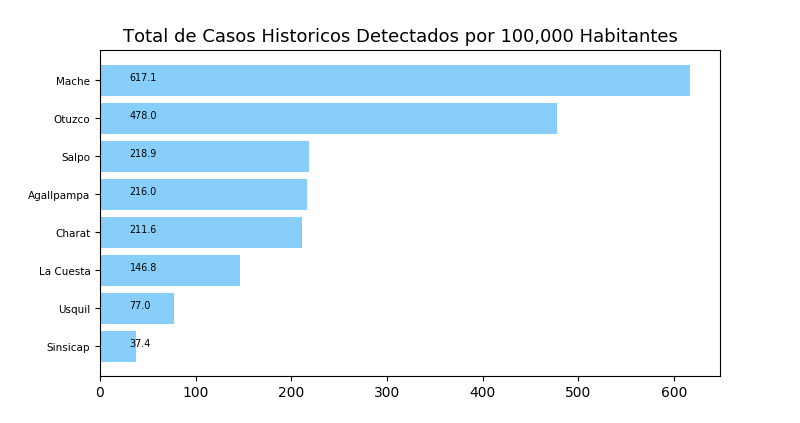 Total de Casos Historicos Detectados por 100,000 Habitantes
Mache 617.1
Otuzco 478.0
Salpo 218.9
Agallpampa 216.0
Charat 211.6
La Cuesta 146.8
Usquil 77.0
Sinsicap 37.4
0 100 200 300 400 500 600